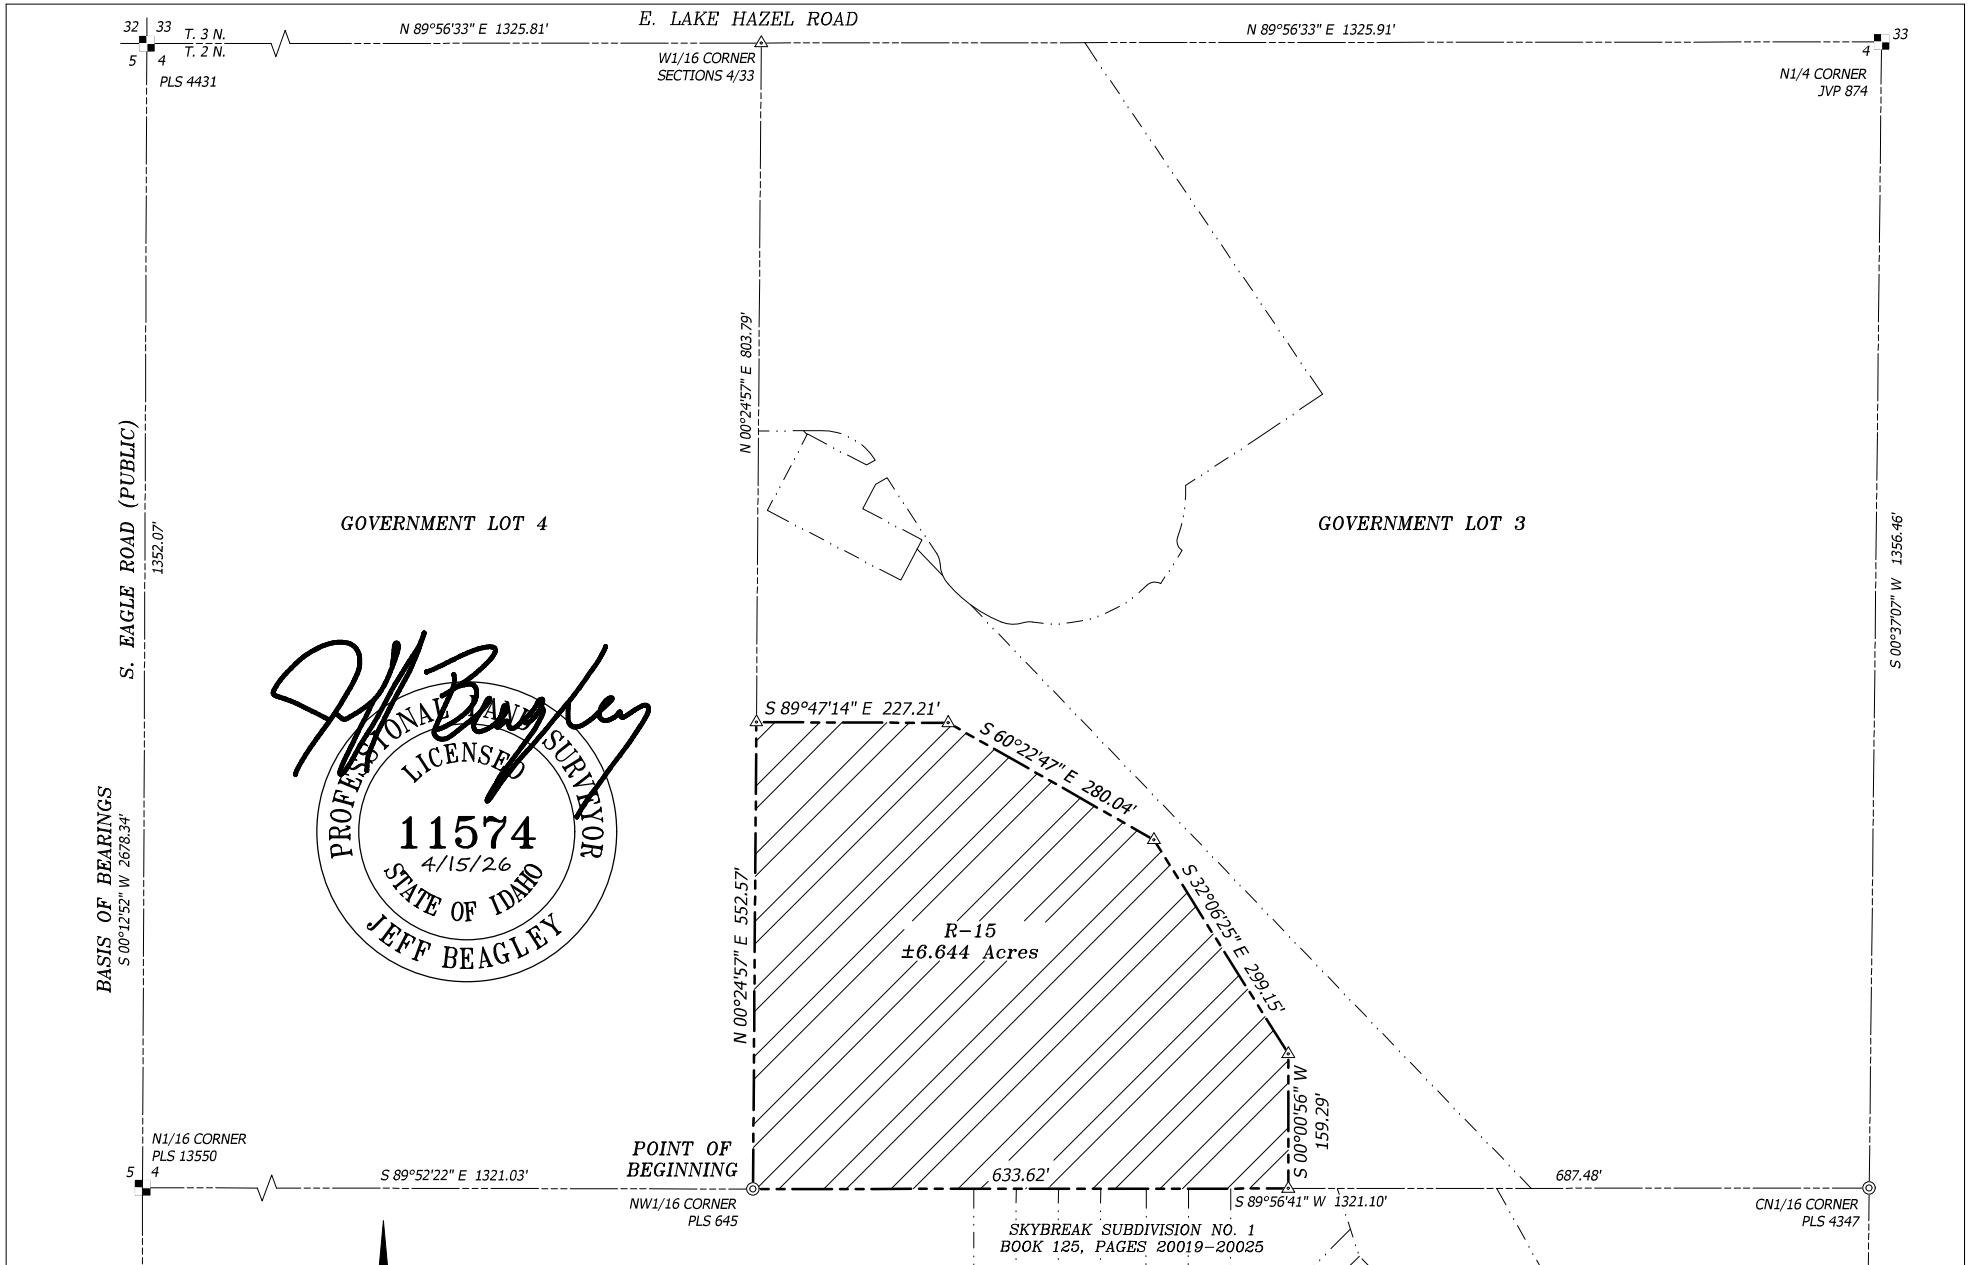 E. LAKE HAZEL ROAD
32 33
T. 3 N.
T. 2 N.
5 4
PLS 4431
N 89°56'33" E 1325.81'
W1/16 CORNER
SECTIONS 4/33
N 89°56'33" E 1325.91'
33
4
N1/4 CORNER
JVP 874
N 00°24'57" E 803.79'
S. EAGLE ROAD (PUBLIC)
1352.07'
GOVERNMENT LOT 4
GOVERNMENT LOT 3
S 00°37'07" W 1356.46'
Jeff Beagley
PROFESSIONAL LAND SURVEYOR
LICENSED
11574
4/15/26
STATE OF IDAHO
JEFF BEAGLEY
BASIS OF BEARINGS
S 00°12'52" W 2678.34'
S 89°47'14" E 227.21'
S 60°22'47" E 280.04'
S 32°06'25" E 299.15'
N 00°24'57" E 552.57'
R-15
±6.644 Acres
S 00°00'56" W
159.29'
N1/16 CORNER
PLS 13550
5 4
S 89°52'22" E 1321.03'
POINT OF
BEGINNING
NW1/16 CORNER
PLS 645
633.62'
S 89°56'41" W 1321.10'
687.48'
CN1/16 CORNER
PLS 4347
SKYBREAK SUBDIVISION NO. 1
BOOK 125, PAGES 20019-20025